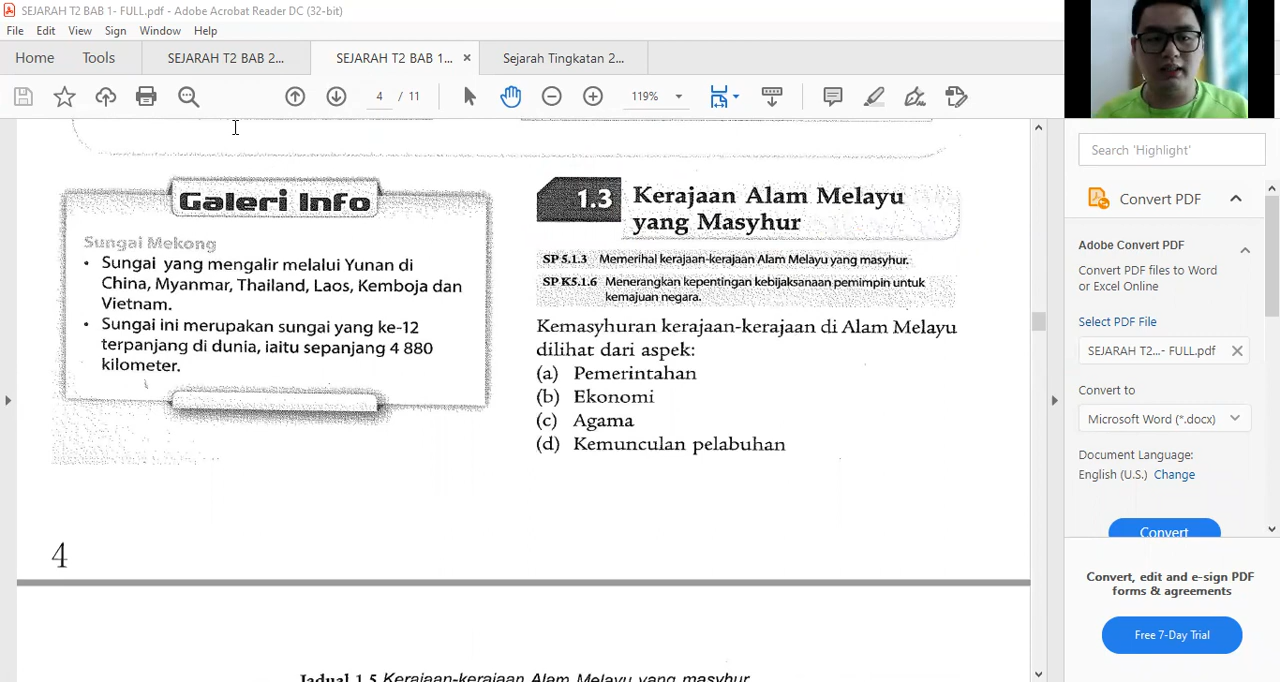 SEJARAH T2 BAB 1- FULL.pdf - Adobe Acrobat Reader DC (32-bit)
File Edit View Sign Window Help
Home Tools SEJARAH T2 BAB 2... SEJARAH T2 BAB 1... × Sejarah Tingkatan 2...
4 / 11 119%
Galeri Info
Sungai Mekong
• Sungai yang mengalir melalui Yunan di
China, Myanmar, Thailand, Laos, Kemboja dan
Vietnam.
• Sungai ini merupakan sungai yang ke-12
terpanjang di dunia, iaitu sepanjang 4 880
kilometer.
4
1.3 Kerajaan Alam Melayu
yang Masyhur
SP 5.1.3 Memerihal kerajaan-kerajaan Alam Melayu yang masyhur.
SP K5.1.6 Menerangkan kepentingan kebijaksanaan pemimpin untuk
kemajuan negara.
Kemasyhuran kerajaan-kerajaan di Alam Melayu
dilihat dari aspek:
(a) Pemerintahan
(b) Ekonomi
(c) Agama
(d) Kemunculan pelabuhan
Jadual 1.5 Kerajaan-kerajaan Alam Melayu yang masyhur
Search 'Highlight'
Convert PDF
Adobe Convert PDF
Convert PDF files to Word
or Excel Online
Select PDF File
SEJARAH T2...- FULL.pdf
Convert to
Microsoft Word (*.docx)
Document Language:
English (U.S.) Change
Convert
Convert, edit and e-sign PDF
forms & agreements
Free 7-Day Trial